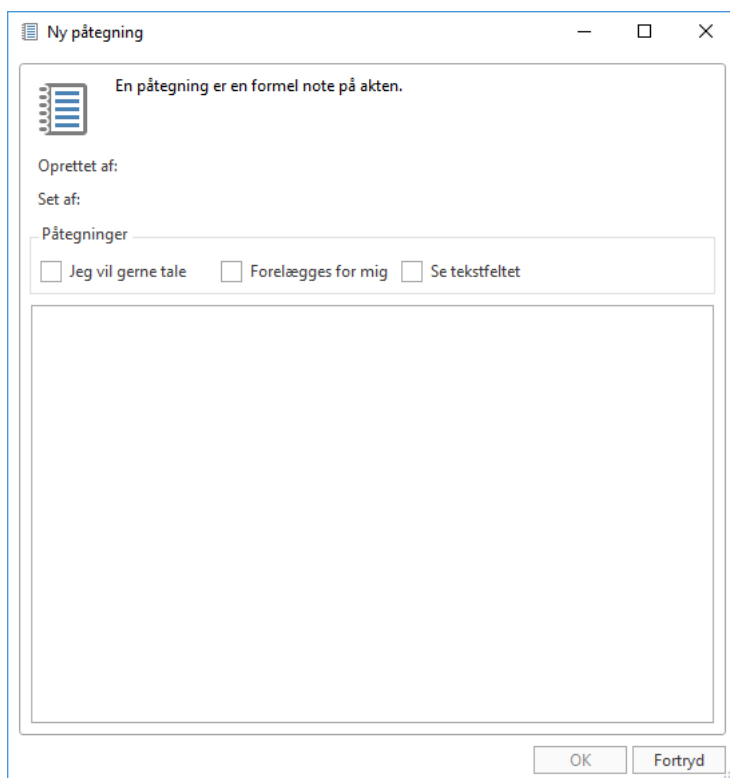 Ny påtegning
En påtegning er en formel note på akten.
Oprettet af:
Set af:
Påtegninger
Jeg vil gerne tale Forelægges for mig Se tekstfeltet
OK Fortryd